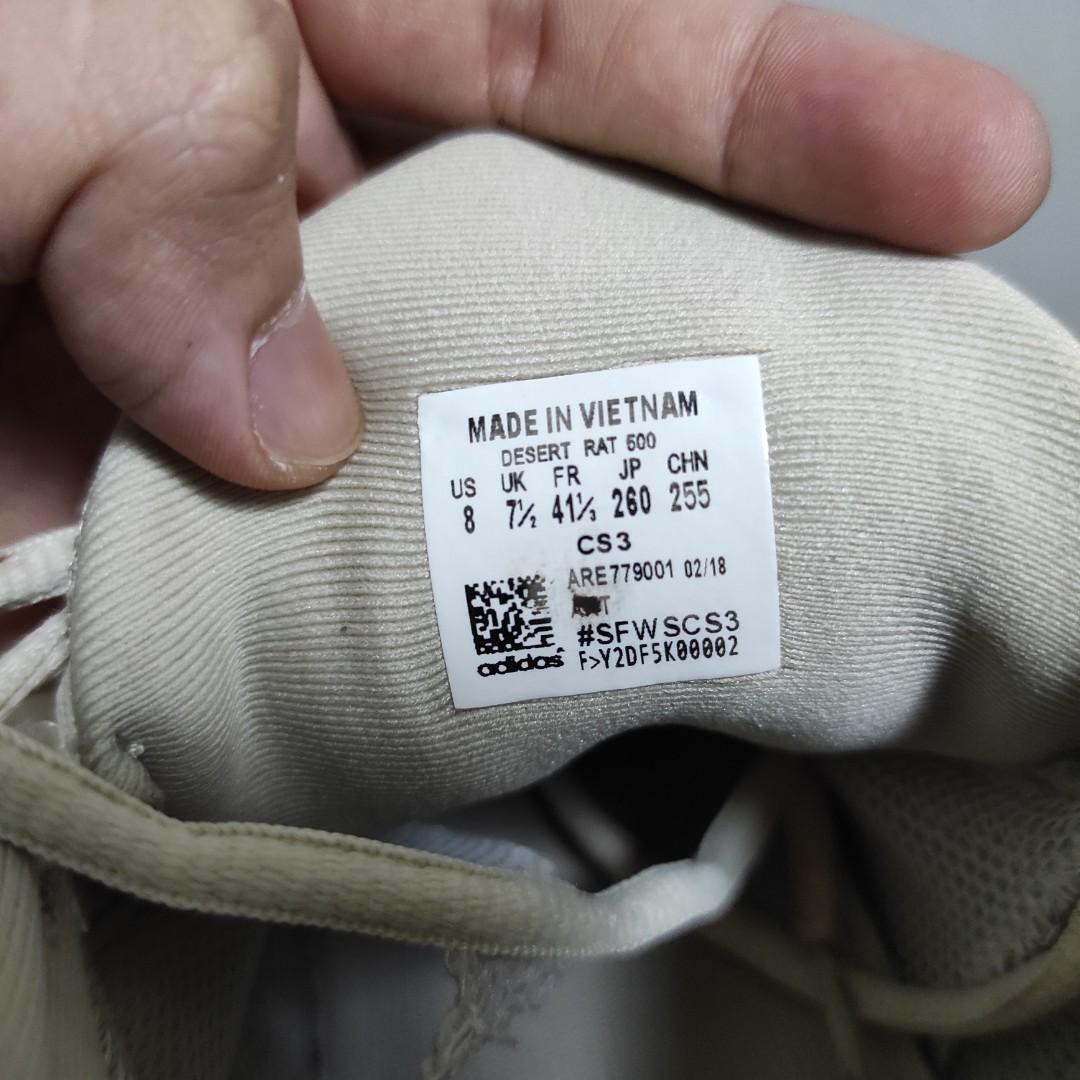 MADE IN VIETNAM
DESERT RAT 500
US UK FR JP CHN
8 7½ 41⅓ 260 255
CS3
ARE779001 02/18
#SFWSCS3
adidas F>Y2DF5K00002